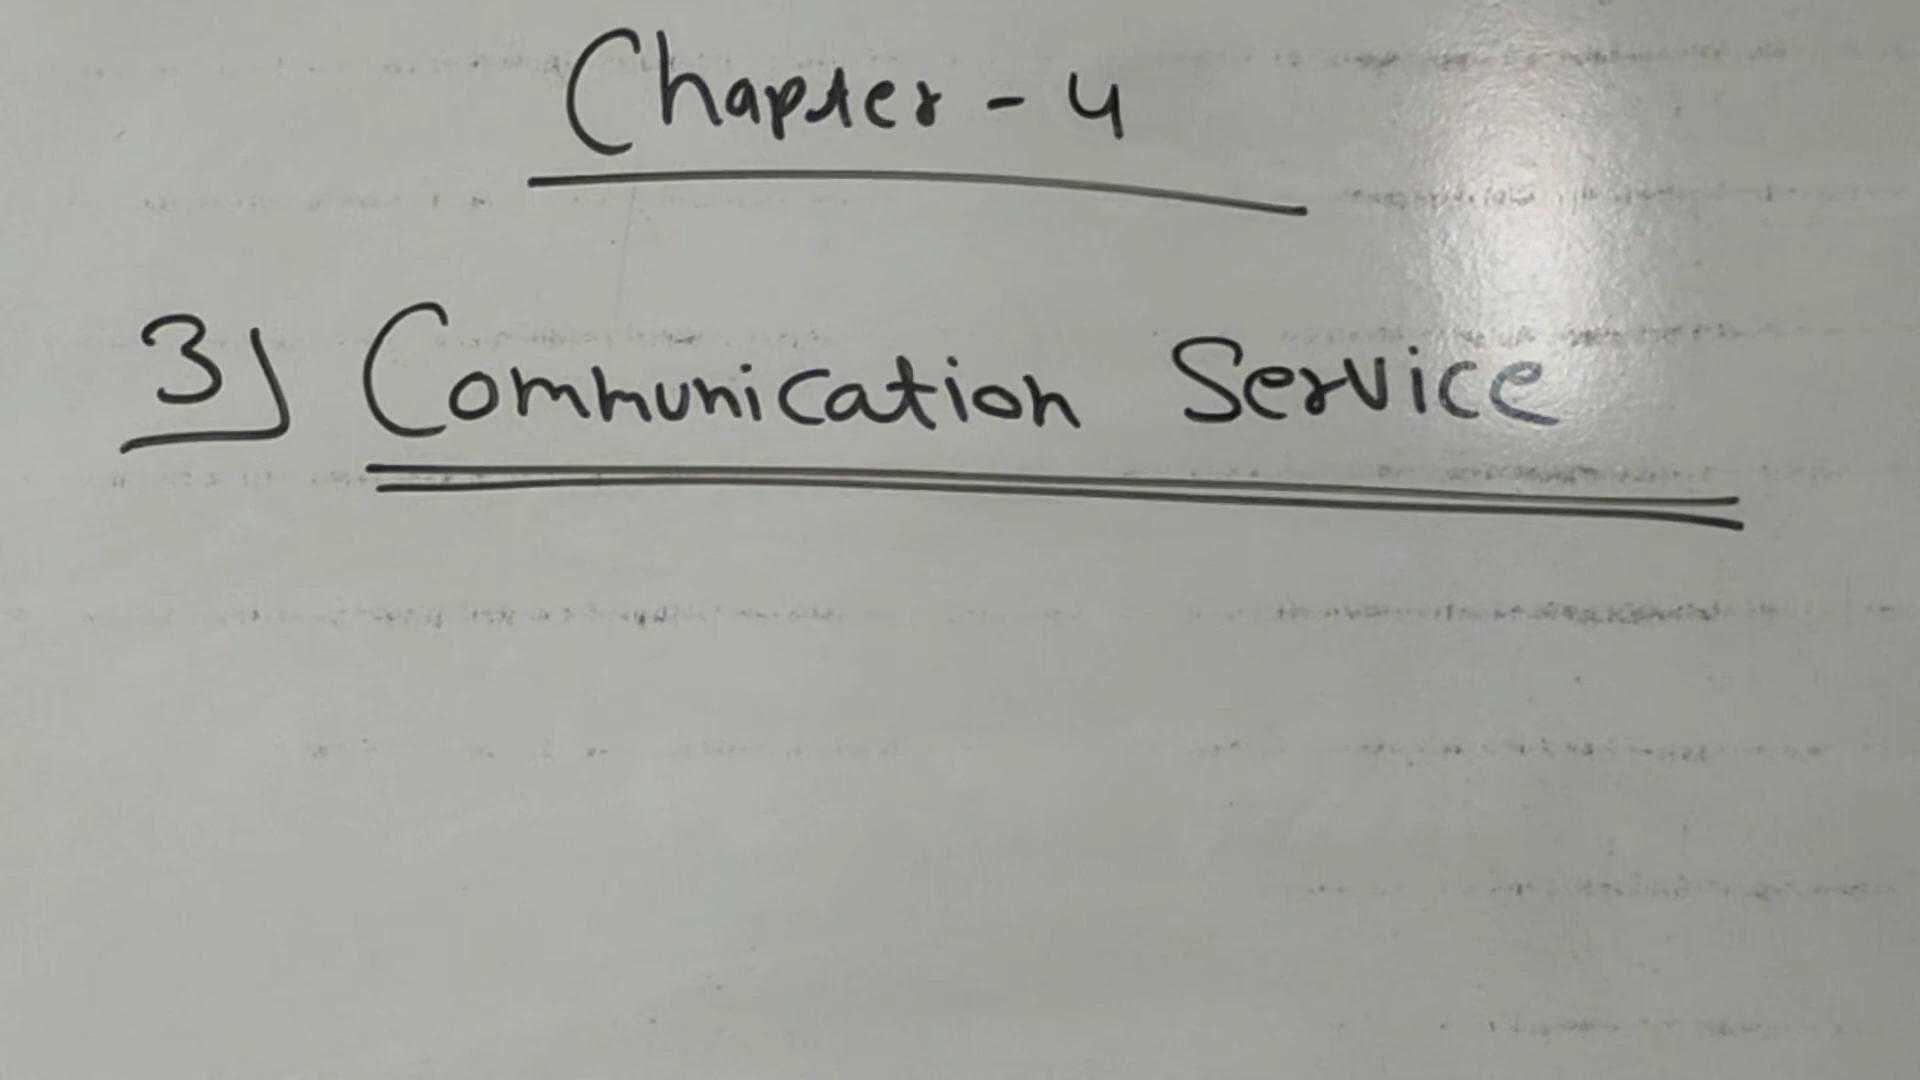 Chapter - 4
3) Communication Service